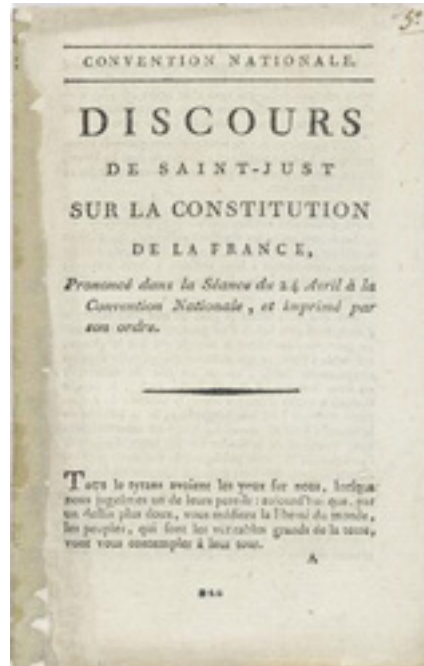 5e
CONVENTION NATIONALE.
DISCOURS
DE SAINT-JUST
SUR LA CONSTITUTION
DE LA FRANCE,
Prononcé dans la Séance du 24 Avril à la
Convention Nationale, et imprimé par
son ordre.
Tous les tyrans avoient les yeux sur nous, lorsque
nous jugeâmes un de leurs pareils : aujourd'hui que, par
un destin plus doux, vous méditez la liberté du monde,
les peuples, qui sont les véritables grands de la terre,
vont vous contempler à leur tour.
A